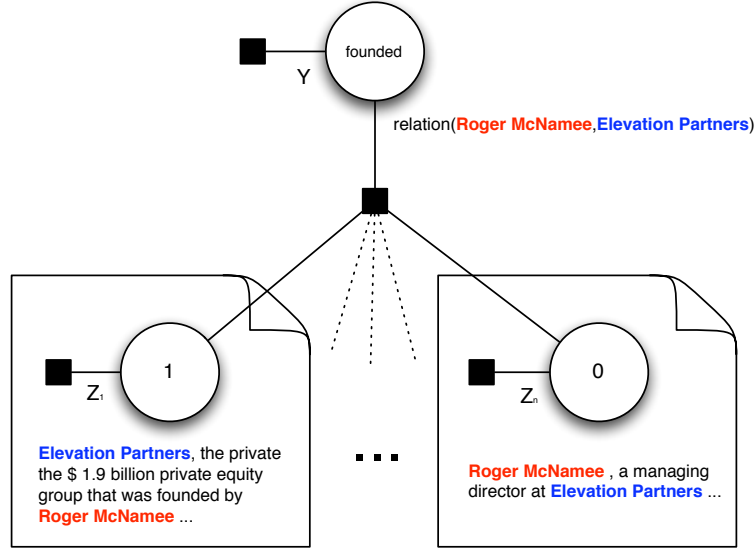 founded
Y
relation(Roger McNamee,Elevation Partners)
1
Z₁
Elevation Partners, the private
the $ 1.9 billion private equity
group that was founded by
Roger McNamee ...
...
0
Zₙ
Roger McNamee , a managing
director at Elevation Partners ...